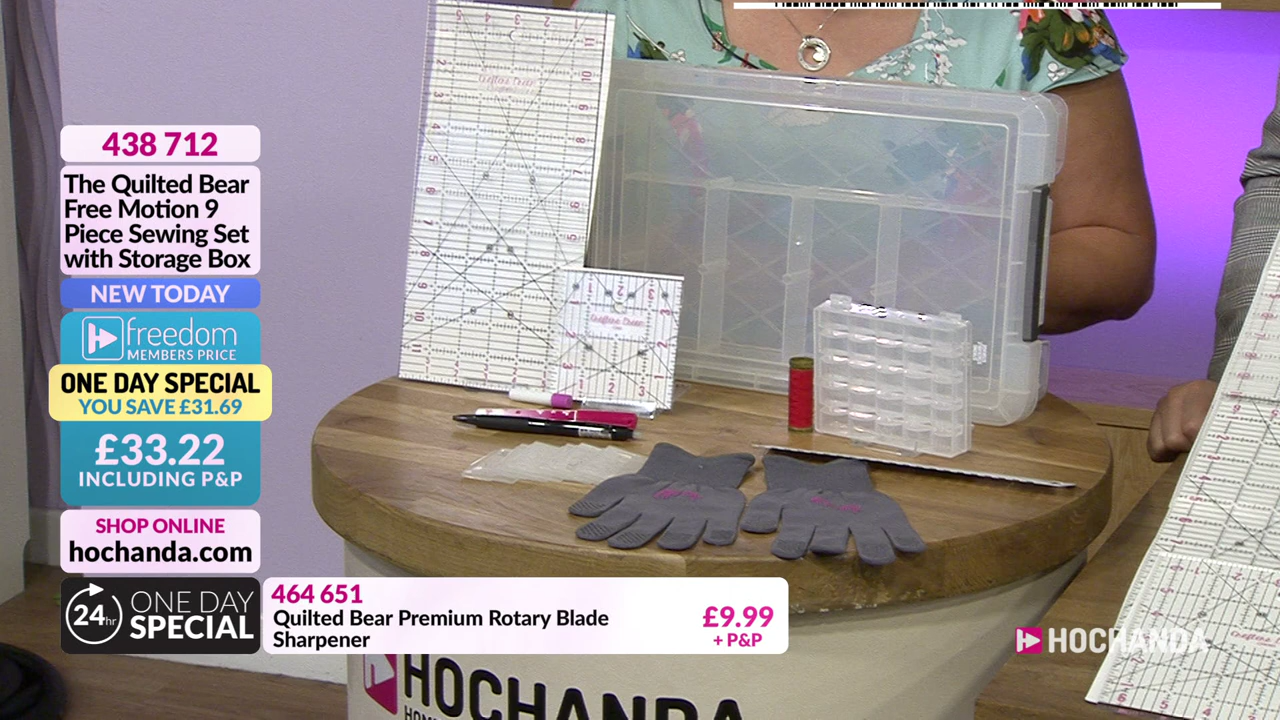 438 712
The Quilted Bear
Free Motion 9
Piece Sewing Set
with Storage Box
NEW TODAY
freedom
MEMBERS PRICE
ONE DAY SPECIAL
YOU SAVE £31.69
£33.22
INCLUDING P&P
SHOP ONLINE
hochanda.com
24hr
ONE DAY
SPECIAL
464 651
Quilted Bear Premium Rotary Blade
Sharpener
£9.99
+ P&P
HOCHANDA
HOCHANDA